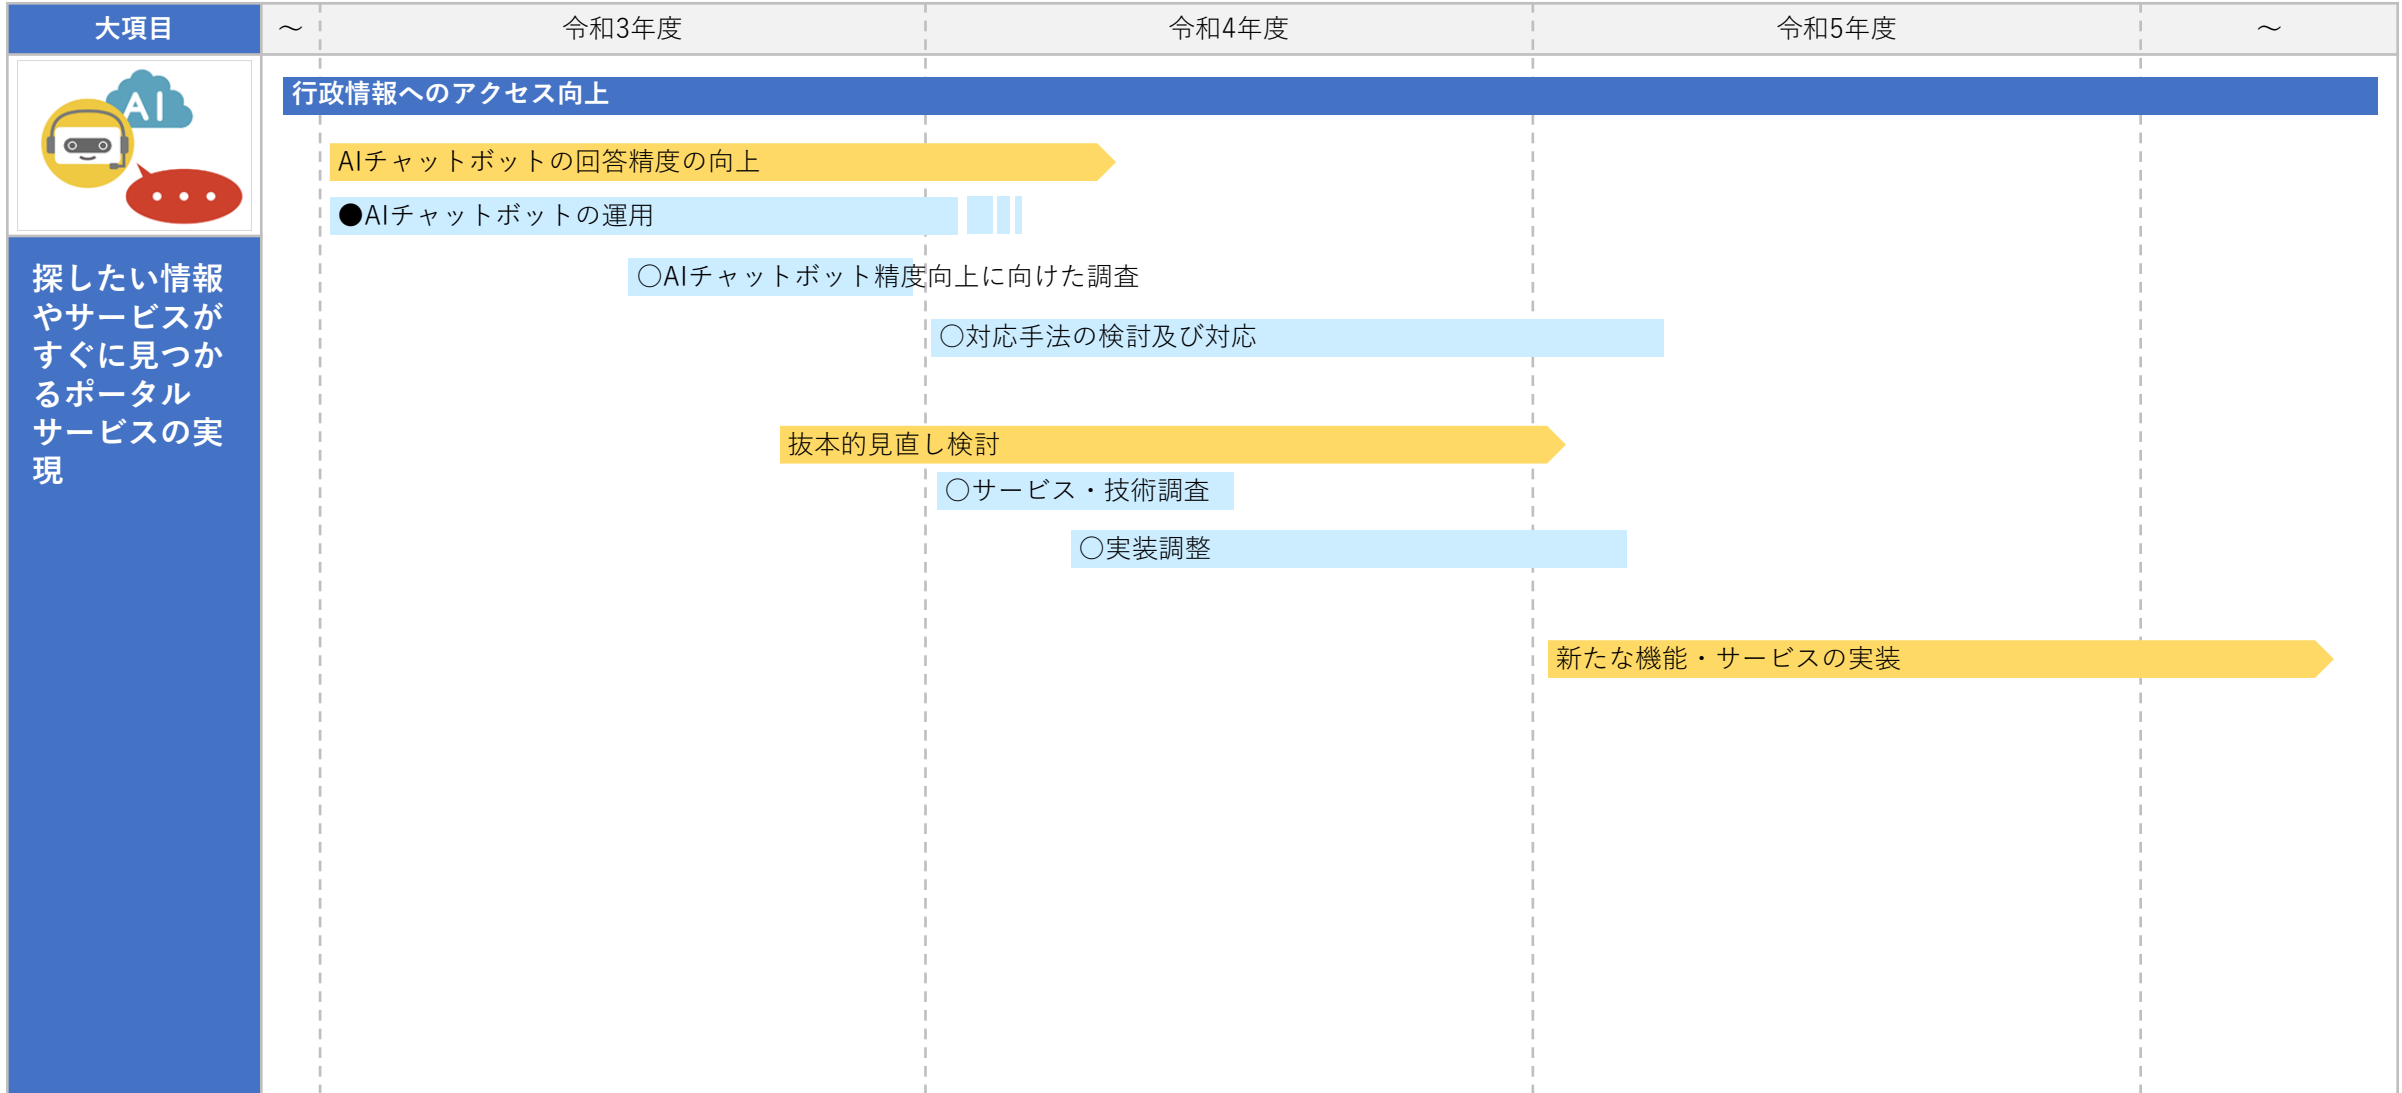 大項目
～
令和3年度
令和4年度
令和5年度
～
AI
探したい情報
やサービスが
すぐに見つか
るポータル
サービスの実
現
行政情報へのアクセス向上
AIチャットボットの回答精度の向上
●AIチャットボットの運用
○AIチャットボット精度向上に向けた調査
○対応手法の検討及び対応
抜本的見直し検討
○サービス・技術調査
○実装調整
新たな機能・サービスの実装